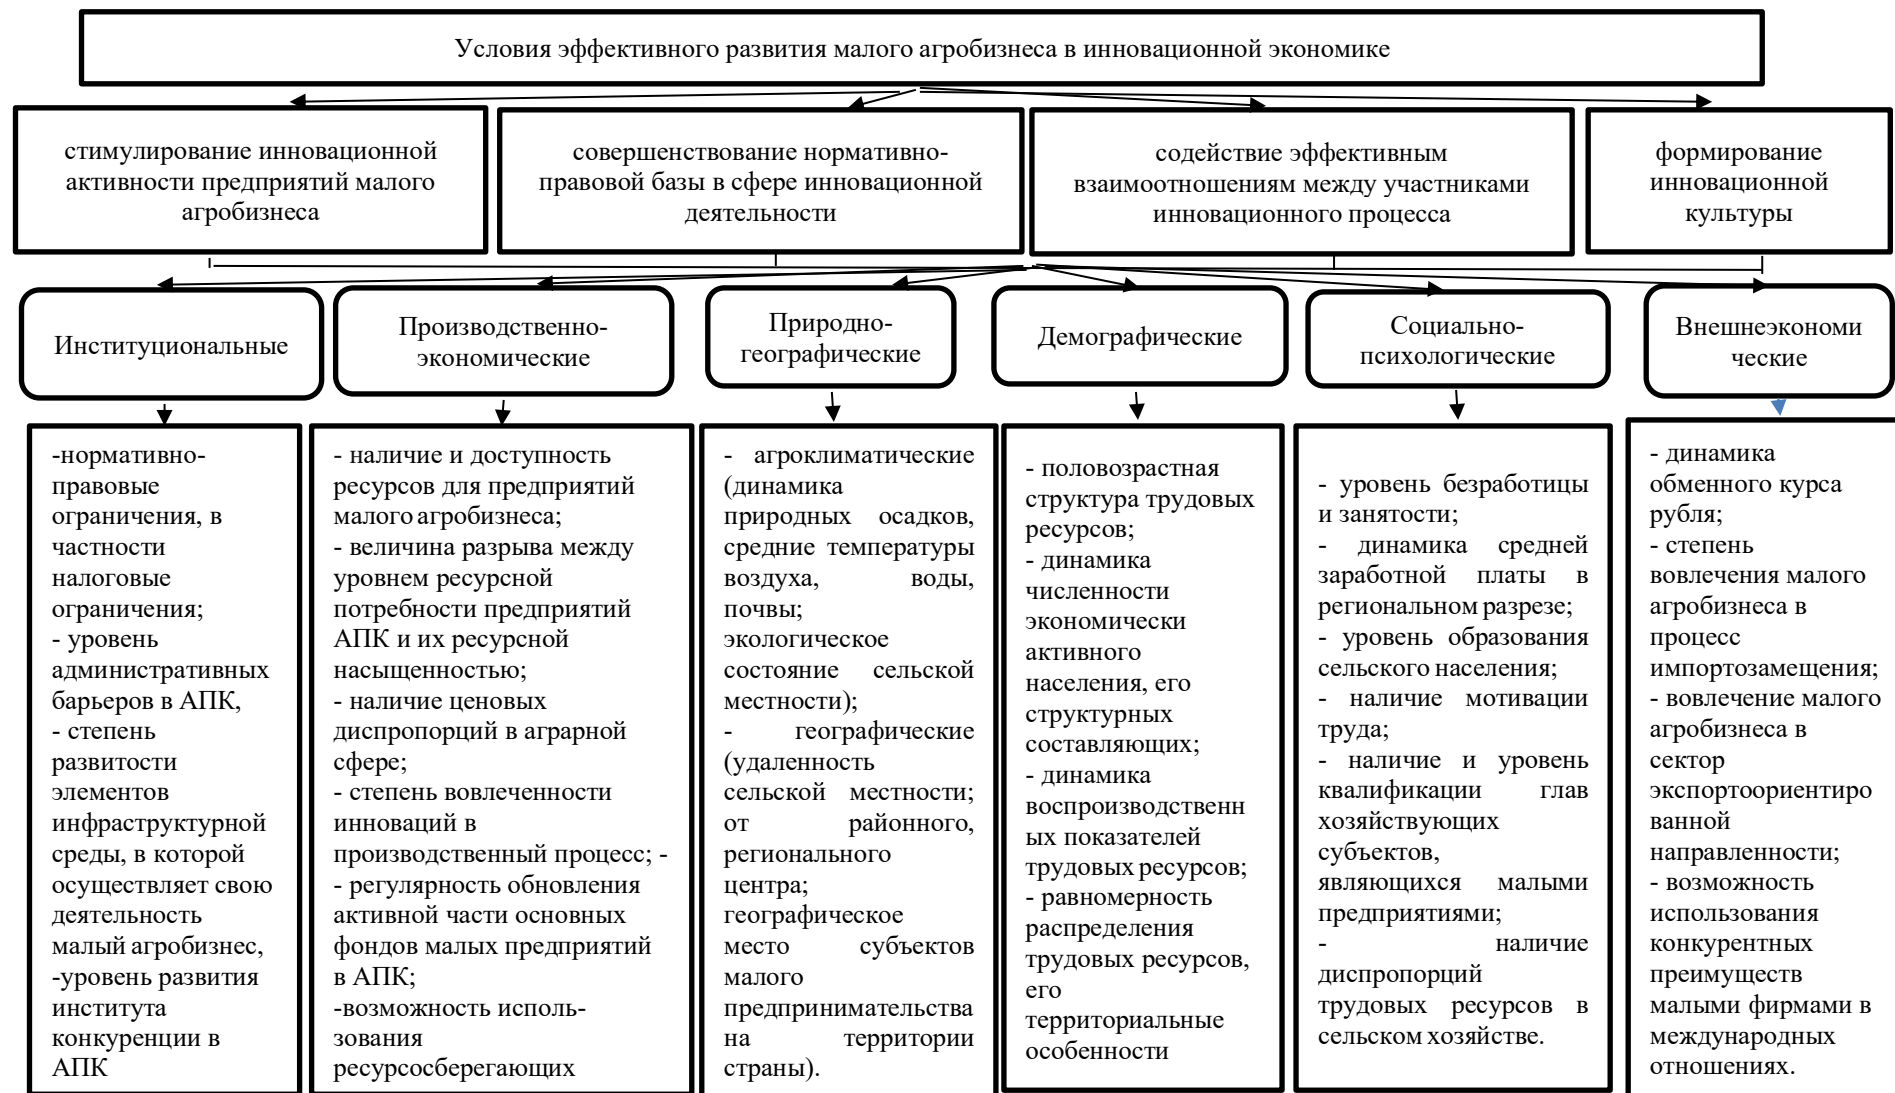 Условия эффективного развития малого агробизнеса в инновационной экономике
стимулирование инновационной
активности предприятий малого
агробизнеса
совершенствование нормативно-
правовой базы в сфере инновационной
деятельности
содействие эффективным
взаимоотношениям между участниками
инновационного процесса
формирование
инновационной
культуры
Институциональные
Производственно-
экономические
Природно-
географические
Демографические
Социально-
психологические
Внешнеэкономи
ческие
-нормативно-
правовые
ограничения, в
частности
налоговые
ограничения;
- уровень
административных
барьеров в АПК,
- степень
развитости
элементов
инфраструктурной
среды, в которой
осуществляет свою
деятельность
малый агробизнес,
-уровень развития
института
конкуренции в
АПК
- наличие и доступность
ресурсов для предприятий
малого агробизнеса;
- величина разрыва между
уровнем ресурсной
потребности предприятий
АПК и их ресурсной
насыщенностью;
- наличие ценовых
диспропорций в аграрной
сфере;
- степень вовлеченности
инноваций в
производственный процесс; -
- регулярность обновления
активной части основных
фондов малых предприятий
в АПК;
-возможность исполь-
зования
ресурсосберегающих
- агроклиматические
(динамика
природных осадков,
средние температуры
воздуха, воды,
почвы;
экологическое
состояние сельской
местности);
- географические
(удаленность
сельской местности;
от районного,
регионального
центра;
географическое
место субъектов
малого
предпринимательства
на территории
страны).
- половозрастная
структура трудовых
ресурсов;
- динамика
численности
экономически
активного
населения, его
структурных
составляющих;
- динамика
воспроизводственн
ых показателей
трудовых ресурсов;
- равномерность
распределения
трудовых ресурсов,
его
территориальные
особенности
- уровень безработицы
и занятости;
- динамика средней
заработной платы в
региональном разрезе;
- уровень образования
сельского населения;
- наличие мотивации
труда;
- наличие и уровень
квалификации глав
хозяйствующих
субъектов,
являющихся малыми
предприятиями;
- наличие
диспропорций
трудовых ресурсов в
сельском хозяйстве.
- динамика
обменного курса
рубля;
- степень
вовлечения малого
агробизнеса в
процесс
импортозамещения;
- вовлечение малого
агробизнеса в
сектор
экспортоориентиро
ванной
направленности;
- возможность
использования
конкурентных
преимуществ
малыми фирмами в
международных
отношениях.